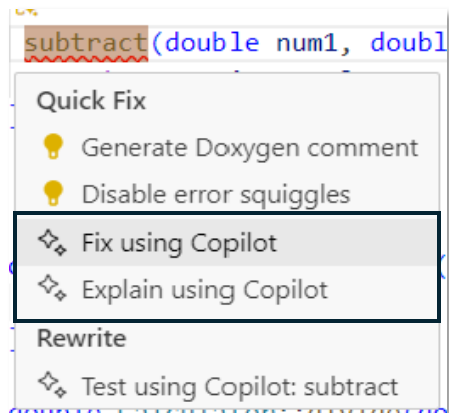 subtract(double num1, doubl
Quick Fix
Generate Doxygen comment
Disable error squiggles
Fix using Copilot
Explain using Copilot
Rewrite
Test using Copilot: subtract